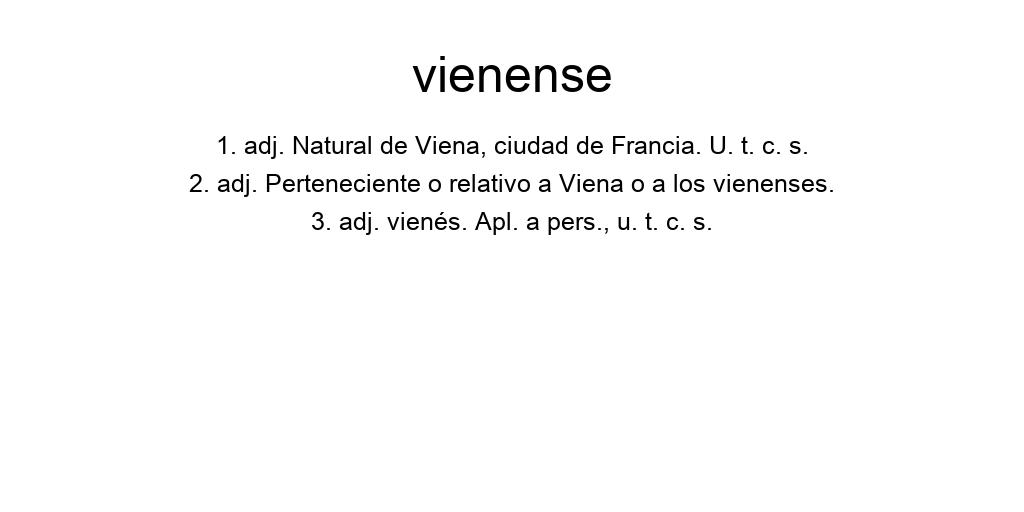 vienense
1. adj. Natural de Viena, ciudad de Francia. U. t. c. s.
2. adj. Perteneciente o relativo a Viena o a los vienenses.
3. adj. vienés. Apl. a pers., u. t. c. s.